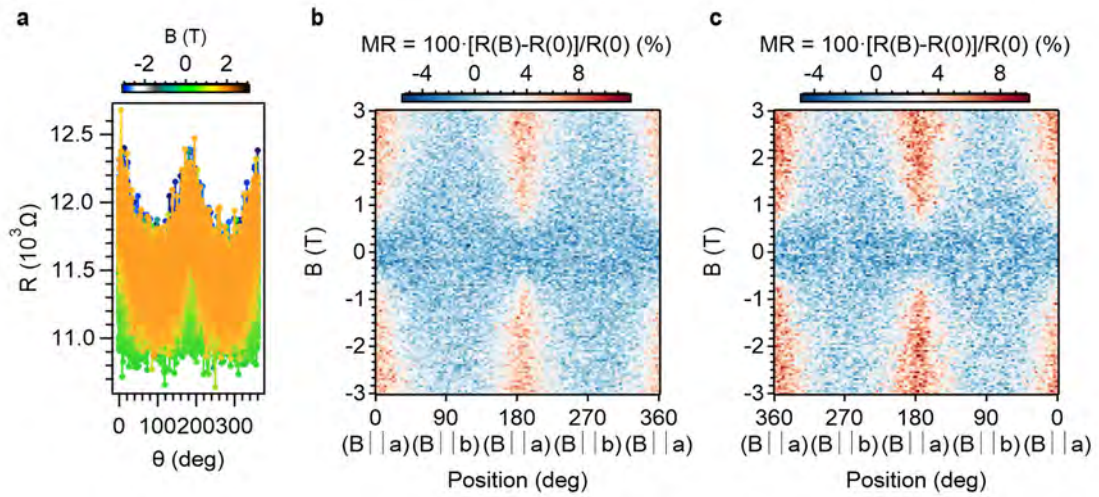 a
B (T)
-2 0 2
12.5
12.0
11.5
11.0
R (10³Ω)
0 100 200 300
θ (deg)
b
MR = 100·[R(B)-R(0)]/R(0) (%)
-4 0 4 8
3
2
1
0
-1
-2
-3
B (T)
0 90 180 270 360
(B||a) (B||b) (B||a) (B||b) (B||a)
Position (deg)
c
MR = 100·[R(B)-R(0)]/R(0) (%)
-4 0 4 8
3
2
1
0
-1
-2
-3
B (T)
360 270 180 90 0
(B||a) (B||b) (B||a) (B||b) (B||a)
Position (deg)